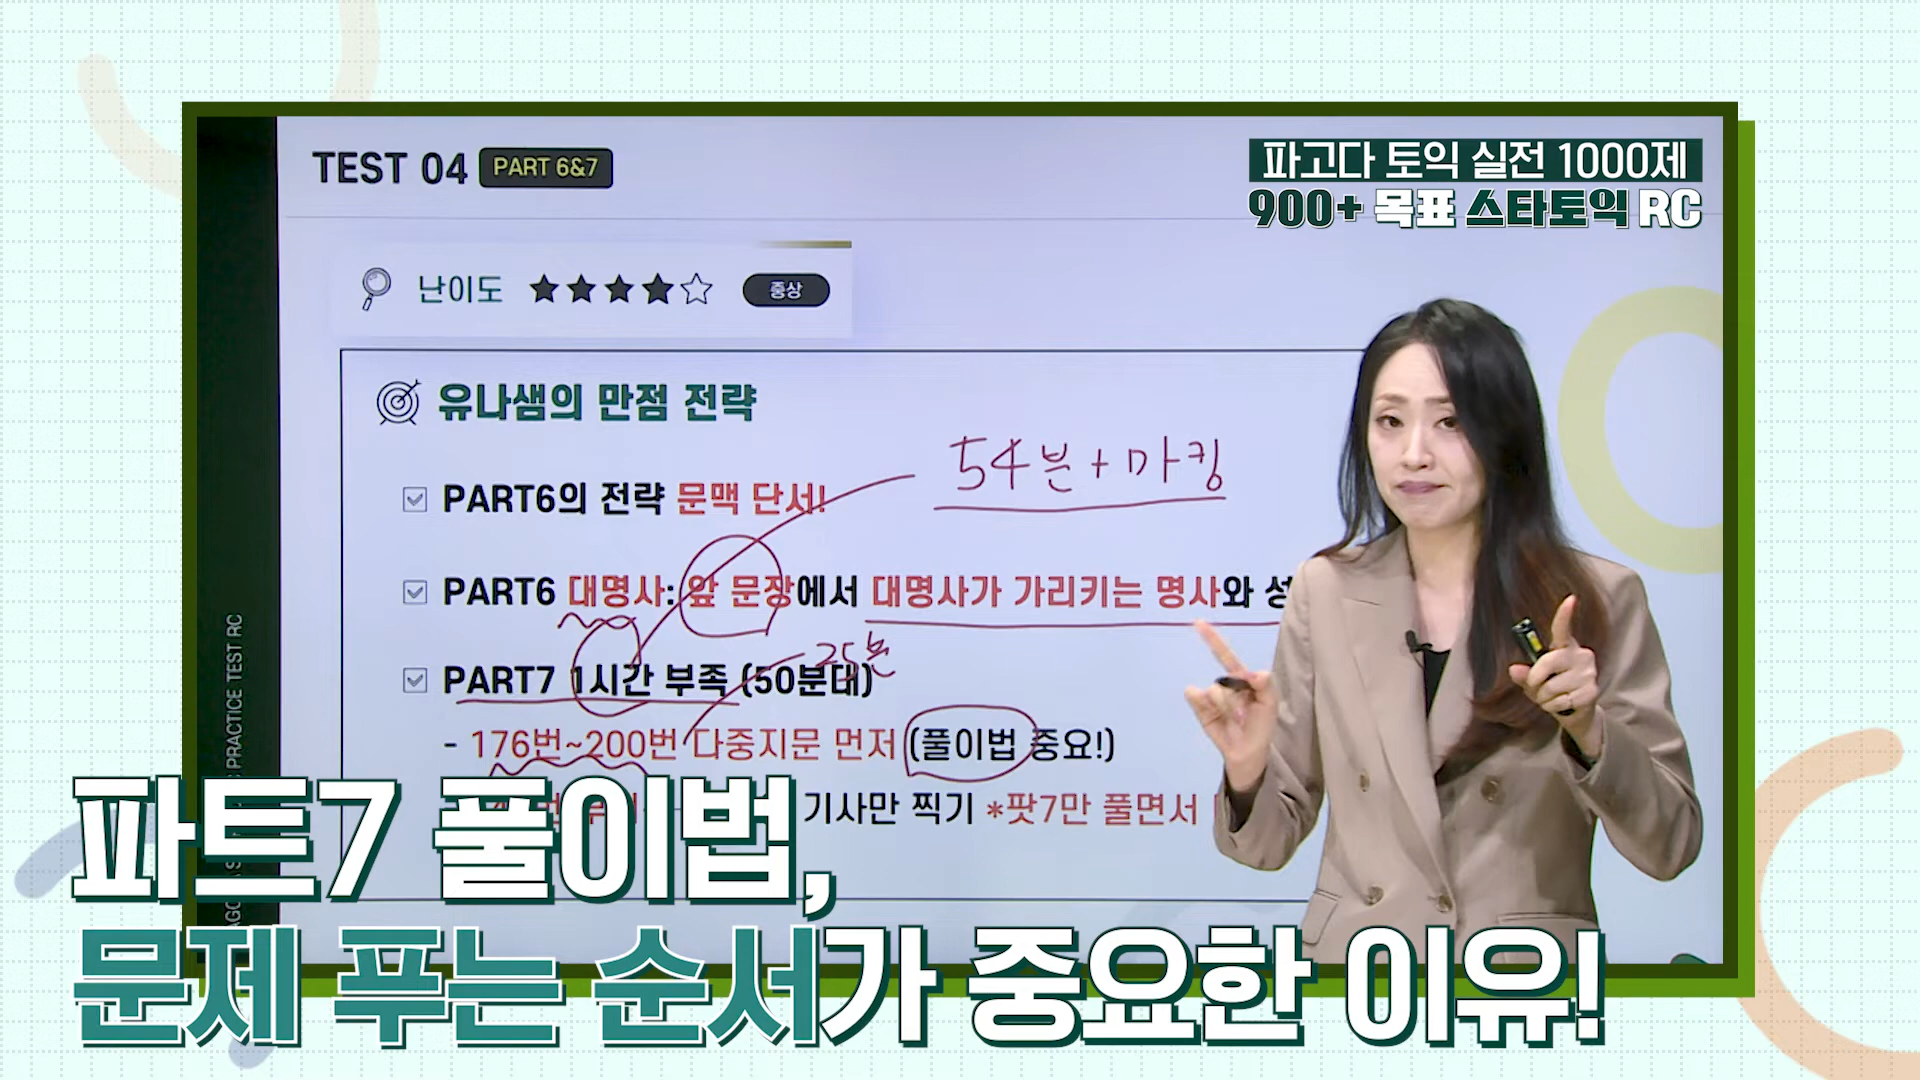 TEST 04 PART 6&7
파고다 토익 실전 1000제
900+ 목표 스타토익 RC
난이도 ★★★★☆ 중상
유나쌤의 만점 전략
54분+마킹
PART6의 전략 문맥 단서!
PART6 대명사: 앞 문장에서 대명사가 가리키는 명사와
25분
PART7 1시간 부족 (50분대)
- 176번~200번 다중지문 먼저 (풀이법 중요!)
기사만 찍기 *팟7만 풀면서
PRACTICE TEST RC
파트7 풀이법,
문제 푸는 순서가 중요한 이유!